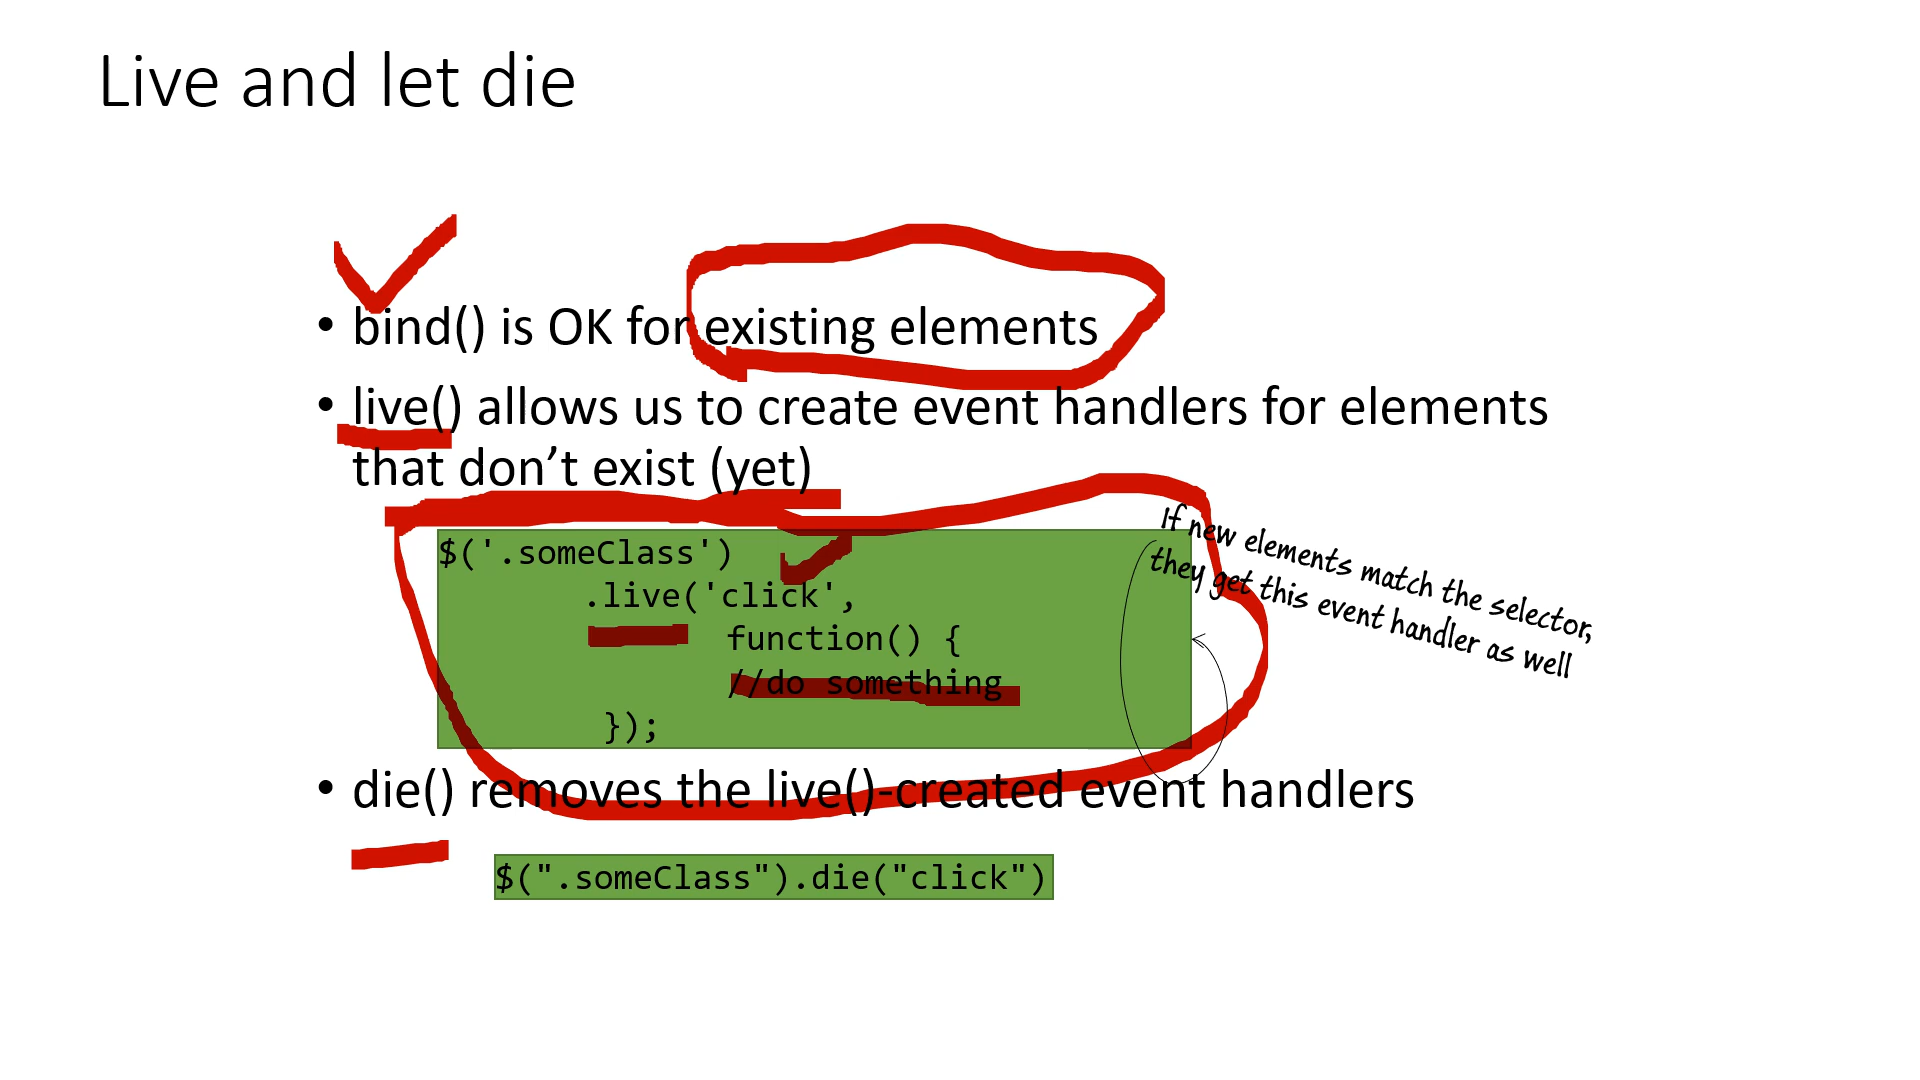 Live and let die
• bind() is OK for existing elements
• live() allows us to create event handlers for elements
that don’t exist (yet)
$('.someClass')
.live('click',
function() {
//do something
});
If new elements match the selector,
they get this event handler as well
• die() removes the live()-created event handlers
$(".someClass").die("click")